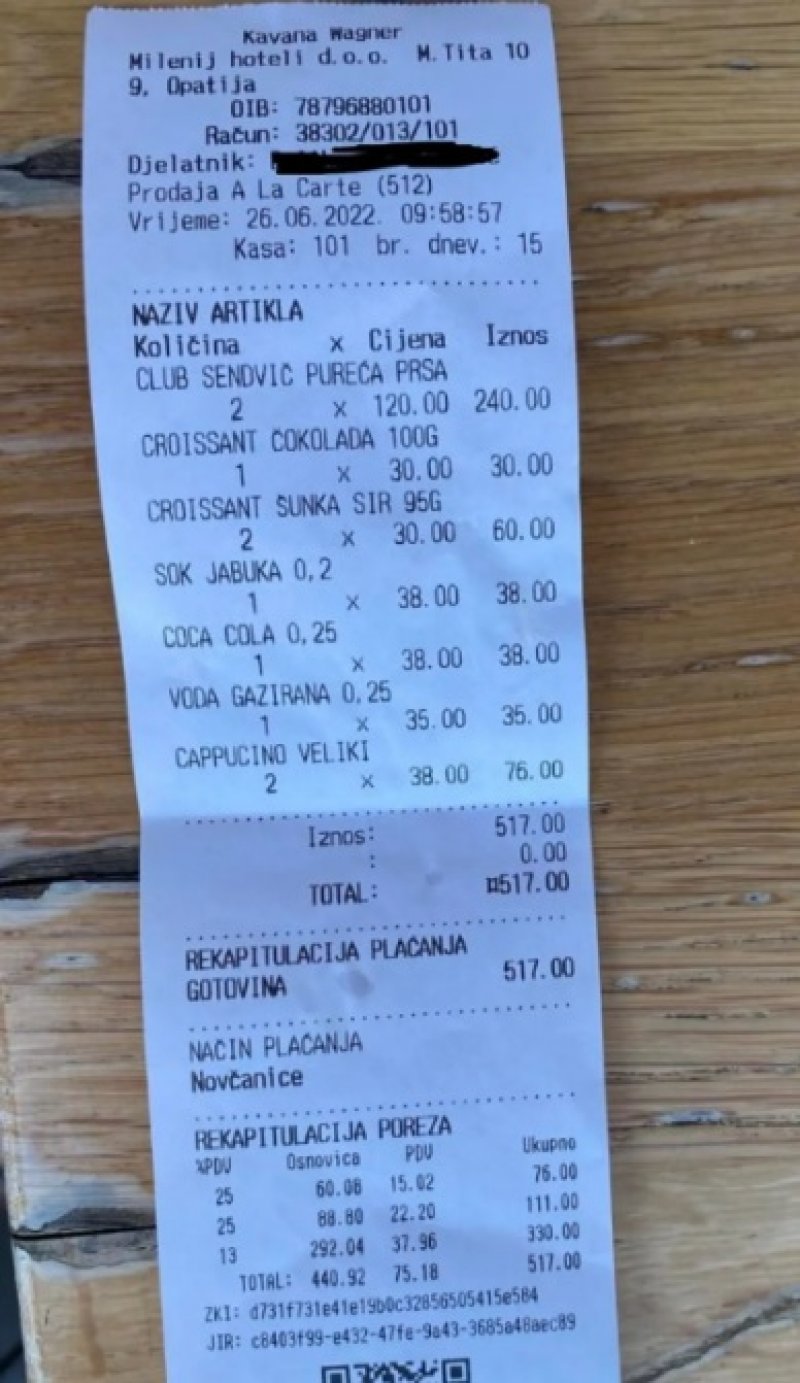 Kavana Wagner
Milenij hoteli d.o.o. M.Tita 10
9, Opatija
OIB: 78796880101
Račun: 38302/013/101
Djelatnik:
Prodaja A La Carte (512)
Vrijeme: 26.06.2022. 09:58:57
Kasa: 101 br. dnev.: 15
NAZIV ARTIKLA
Količina x Cijena Iznos
CLUB SENDVIČ PUREĆA PRSA
2 x 120.00 240.00
CROISSANT ČOKOLADA 100G
1 x 30.00 30.00
CROISSANT ŠUNKA SIR 95G
2 x 30.00 60.00
SOK JABUKA 0,2
1 x 38.00 38.00
COCA COLA 0,25
1 x 38.00 38.00
VODA GAZIRANA 0,25
1 x 35.00 35.00
CAPPUCINO VELIKI
2 x 38.00 76.00
Iznos: 517.00
: 0.00
TOTAL: ¤517.00
REKAPITULACIJA PLAĆANJA
GOTOVINA 517.00
NAČIN PLAĆANJA
Novčanice
REKAPITULACIJA POREZA
%PDV Osnovica PDV Ukupno
25 60.08 15.02 76.00
25 88.80 22.20 111.00
13 292.04 37.96 330.00
TOTAL: 440.92 75.18 517.00
ZKI: d731f731e41e19b0c32856505415e584
JIR: c8403f99-e432-47fe-9a43-3685a48aec89